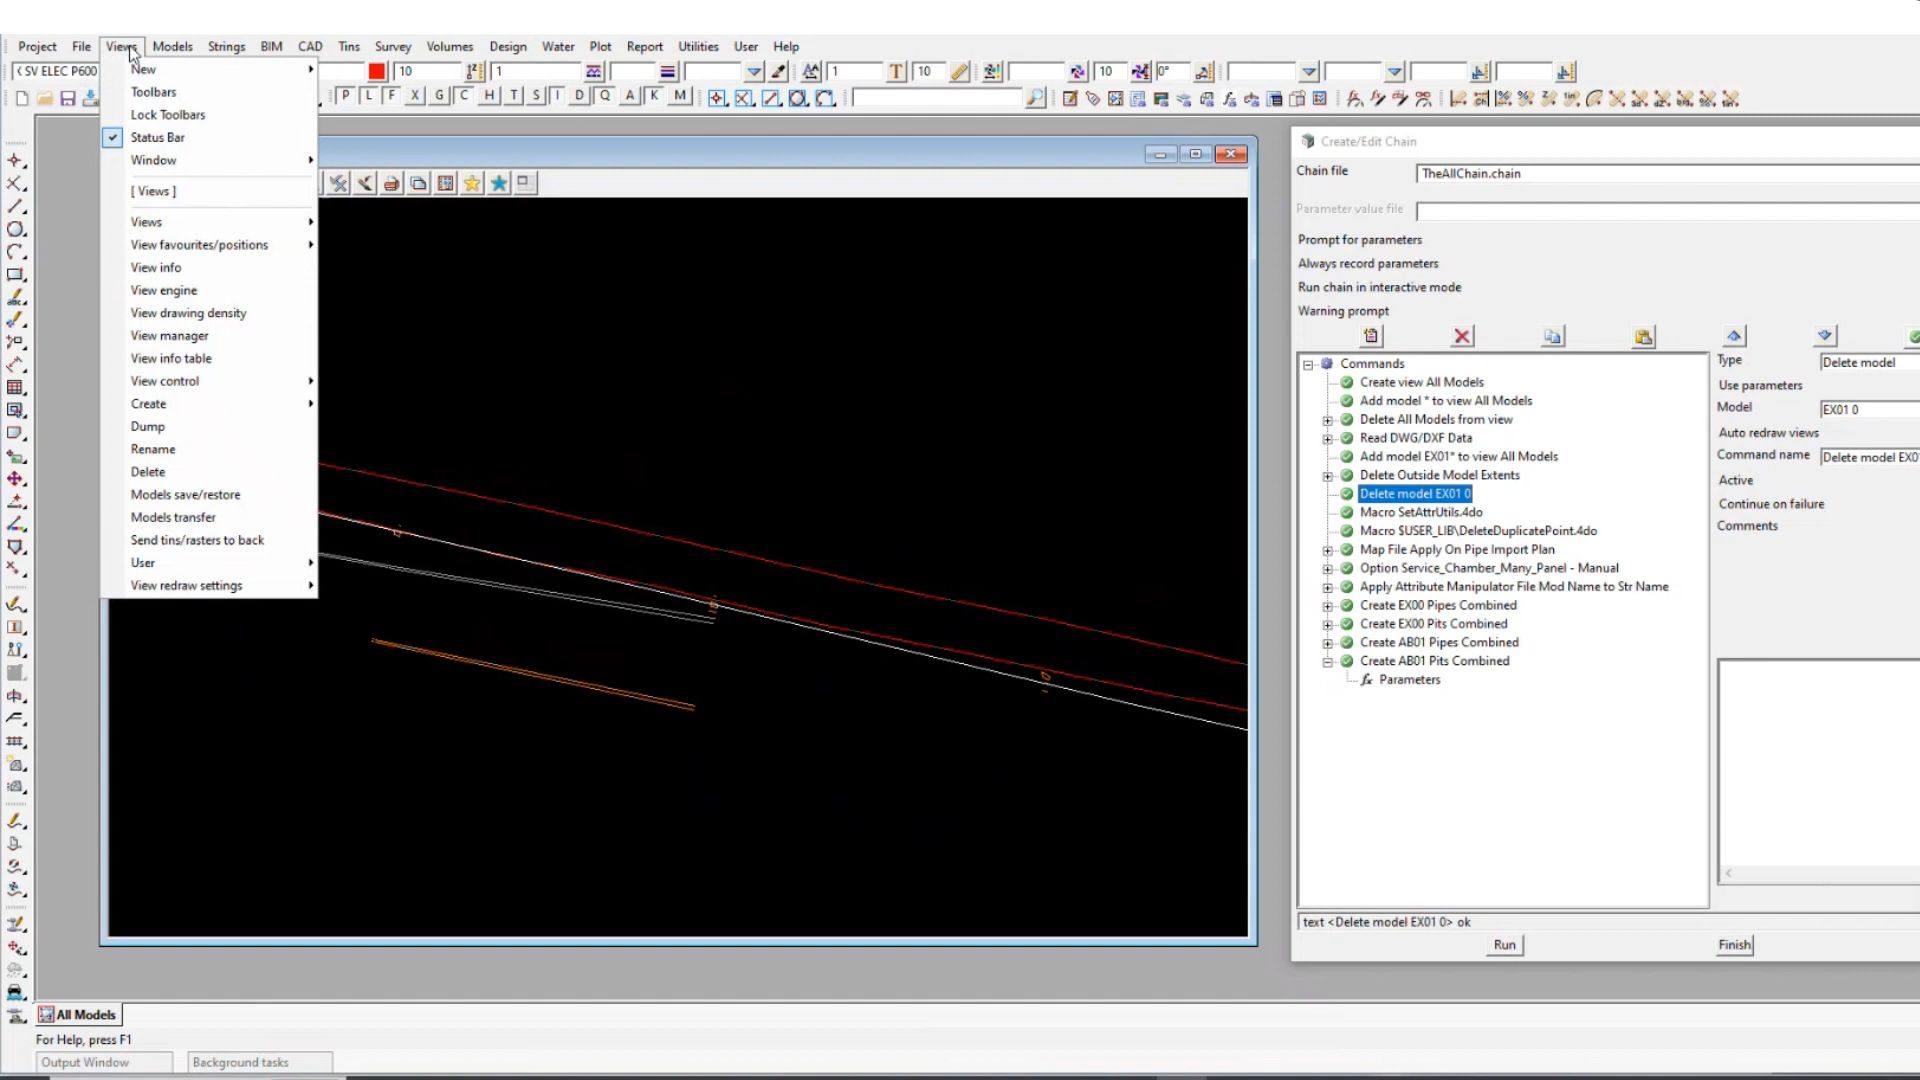 Project File Views Models Strings BIM CAD Tins Survey Volumes Design Water Plot Report Utilities User Help
SV ELEC P600 10 1 1 T 10 10 0°
P L F X G C H T S I D Q A K M
New
Toolbars
Lock Toolbars
Status Bar
Window
[ Views ]
Views
View favourites/positions
View info
View engine
View drawing density
View manager
View info table
View control
Create
Dump
Rename
Delete
Models save/restore
Models transfer
Send tins/rasters to back
User
View redraw settings
Create/Edit Chain
Chain file TheAllChain.chain
Parameter value file
Prompt for parameters
Always record parameters
Run chain in interactive mode
Warning prompt
Commands
Create view All Models
Add model * to view All Models
Delete All Models from view
Read DWG/DXF Data
Add model EX01* to view All Models
Delete Outside Model Extents
Delete model EX01 0
Macro SetAttrUtils.4do
Macro $USER_LIB\DeleteDuplicatePoint.4do
Map File Apply On Pipe Import Plan
Option Service_Chamber_Many_Panel - Manual
Apply Attribute Manipulator File Mod Name to Str Name
Create EX00 Pipes Combined
Create EX00 Pits Combined
Create AB01 Pipes Combined
Create AB01 Pits Combined
fx Parameters
Type Delete model
Use parameters
Model EX01 0
Auto redraw views
Command name Delete model EX0
Active
Continue on failure
Comments
text <Delete model EX01 0> ok
Run Finish
All Models
For Help, press F1
Output Window Background tasks